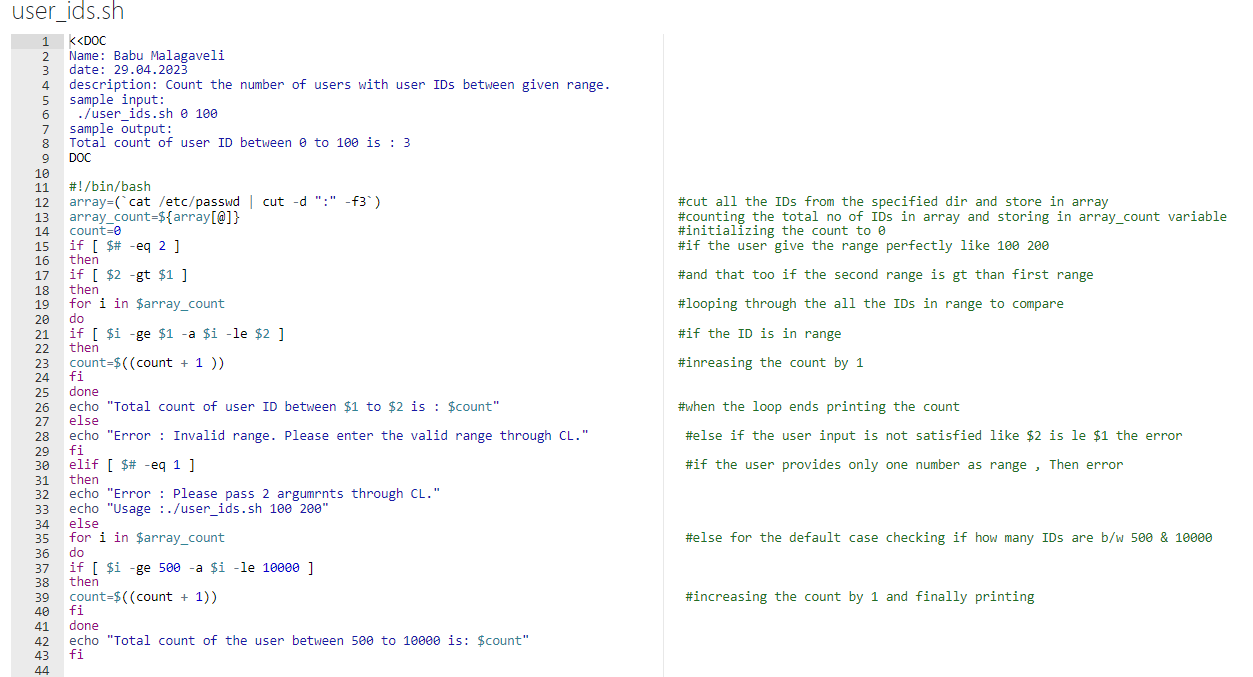 user_ids.sh
1 <<DOC
2 Name: Babu Malagaveli
3 date: 29.04.2023
4 description: Count the number of users with user IDs between given range.
5 sample input:
6 ./user_ids.sh 0 100
7 sample output:
8 Total count of user ID between 0 to 100 is : 3
9 DOC
10
11 #!/bin/bash
12 array=(`cat /etc/passwd | cut -d ":" -f3`) #cut all the IDs from the specified dir and store in array
13 array_count=${array[@]} #counting the total no of IDs in array and storing in array_count variable
14 count=0 #initializing the count to 0
15 if [ $# -eq 2 ] #if the user give the range perfectly like 100 200
16 then
17 if [ $2 -gt $1 ] #and that too if the second range is gt than first range
18 then
19 for i in $array_count #looping through the all the IDs in range to compare
20 do
21 if [ $i -ge $1 -a $i -le $2 ] #if the ID is in range
22 then
23 count=$((count + 1 )) #inreasing the count by 1
24 fi
25 done
26 echo "Total count of user ID between $1 to $2 is : $count" #when the loop ends printing the count
27 else
28 echo "Error : Invalid range. Please enter the valid range through CL." #else if the user input is not satisfied like $2 is le $1 the error
29 fi
30 elif [ $# -eq 1 ] #if the user provides only one number as range , Then error
31 then
32 echo "Error : Please pass 2 argumrnts through CL."
33 echo "Usage :./user_ids.sh 100 200"
34 else
35 for i in $array_count #else for the default case checking if how many IDs are b/w 500 & 10000
36 do
37 if [ $i -ge 500 -a $i -le 10000 ]
38 then
39 count=$((count + 1)) #increasing the count by 1 and finally printing
40 fi
41 done
42 echo "Total count of the user between 500 to 10000 is: $count"
43 fi
44